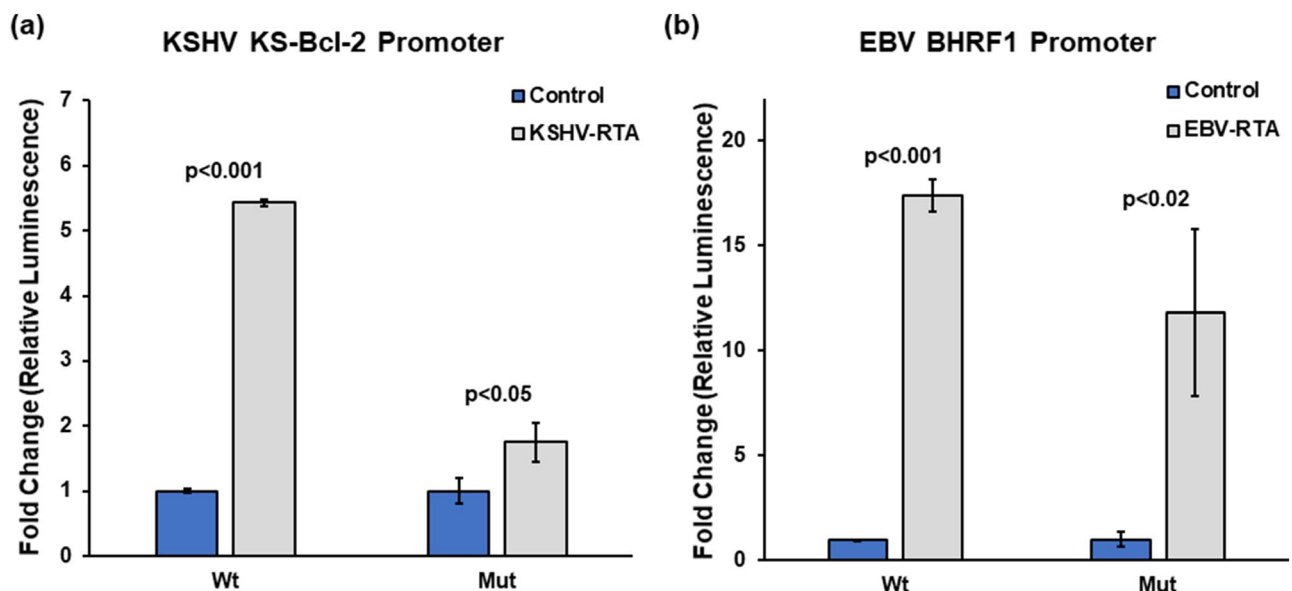 (a)
KSHV KS-Bcl-2 Promoter
Control
KSHV-RTA
Fold Change (Relative Luminescence)
7
6
5
4
3
2
1
0
p<0.001
p<0.05
Wt
Mut
(b)
EBV BHRF1 Promoter
Control
EBV-RTA
Fold Change (Relative Luminescence)
20
15
10
5
0
p<0.001
p<0.02
Wt
Mut